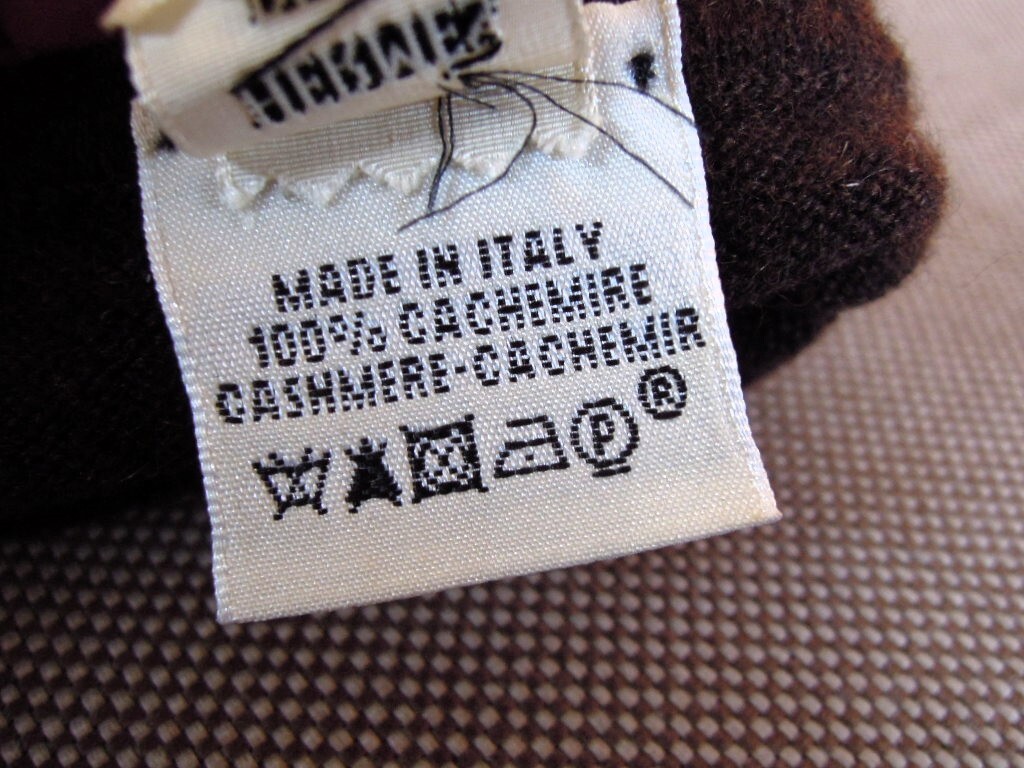 MADE IN ITALY
100% CACHEMIRE
CASHMERE-CACHEMIR
P ®